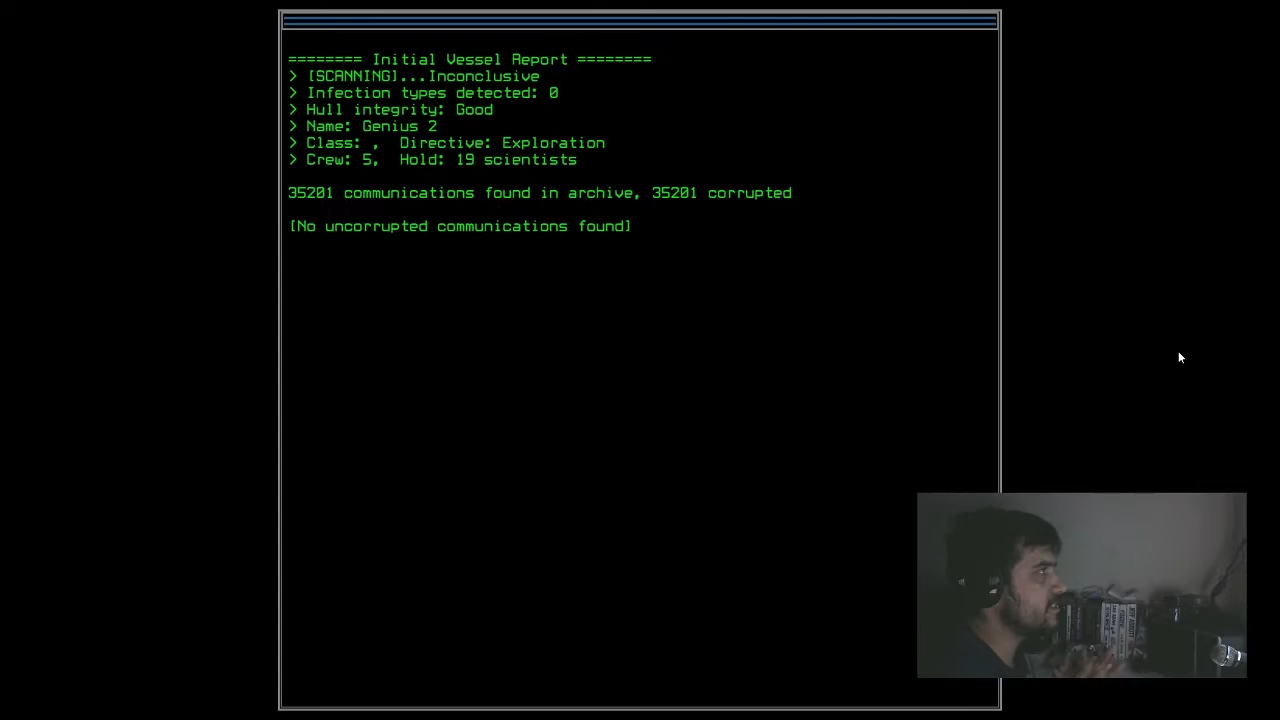 ======== Initial Vessel Report ========
> [SCANNING]...Inconclusive
> Infection types detected: 0
> Hull integrity: Good
> Name: Genius 2
> Class: ,  Directive: Exploration
> Crew: 5,  Hold: 19 scientists
35201 communications found in archive, 35201 corrupted
[No uncorrupted communications found]